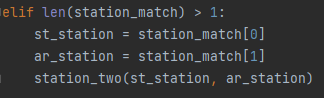 elif len(station_match) > 1:
    st_station = station_match[0]
    ar_station = station_match[1]
    station_two(st_station, ar_station)